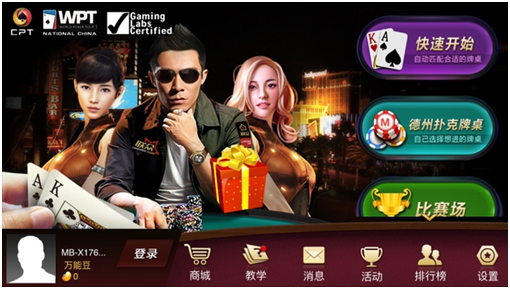 CPT
WPT
NATIONAL CHINA
Gaming
Labs
Certified
K A
快速开始
自动匹配合适的牌桌
M
德州扑克牌桌
自己选择想进的牌桌
比赛场
A K
MB-X176...
万能豆
0
登录
商城
教学
消息
活动
排行榜
设置